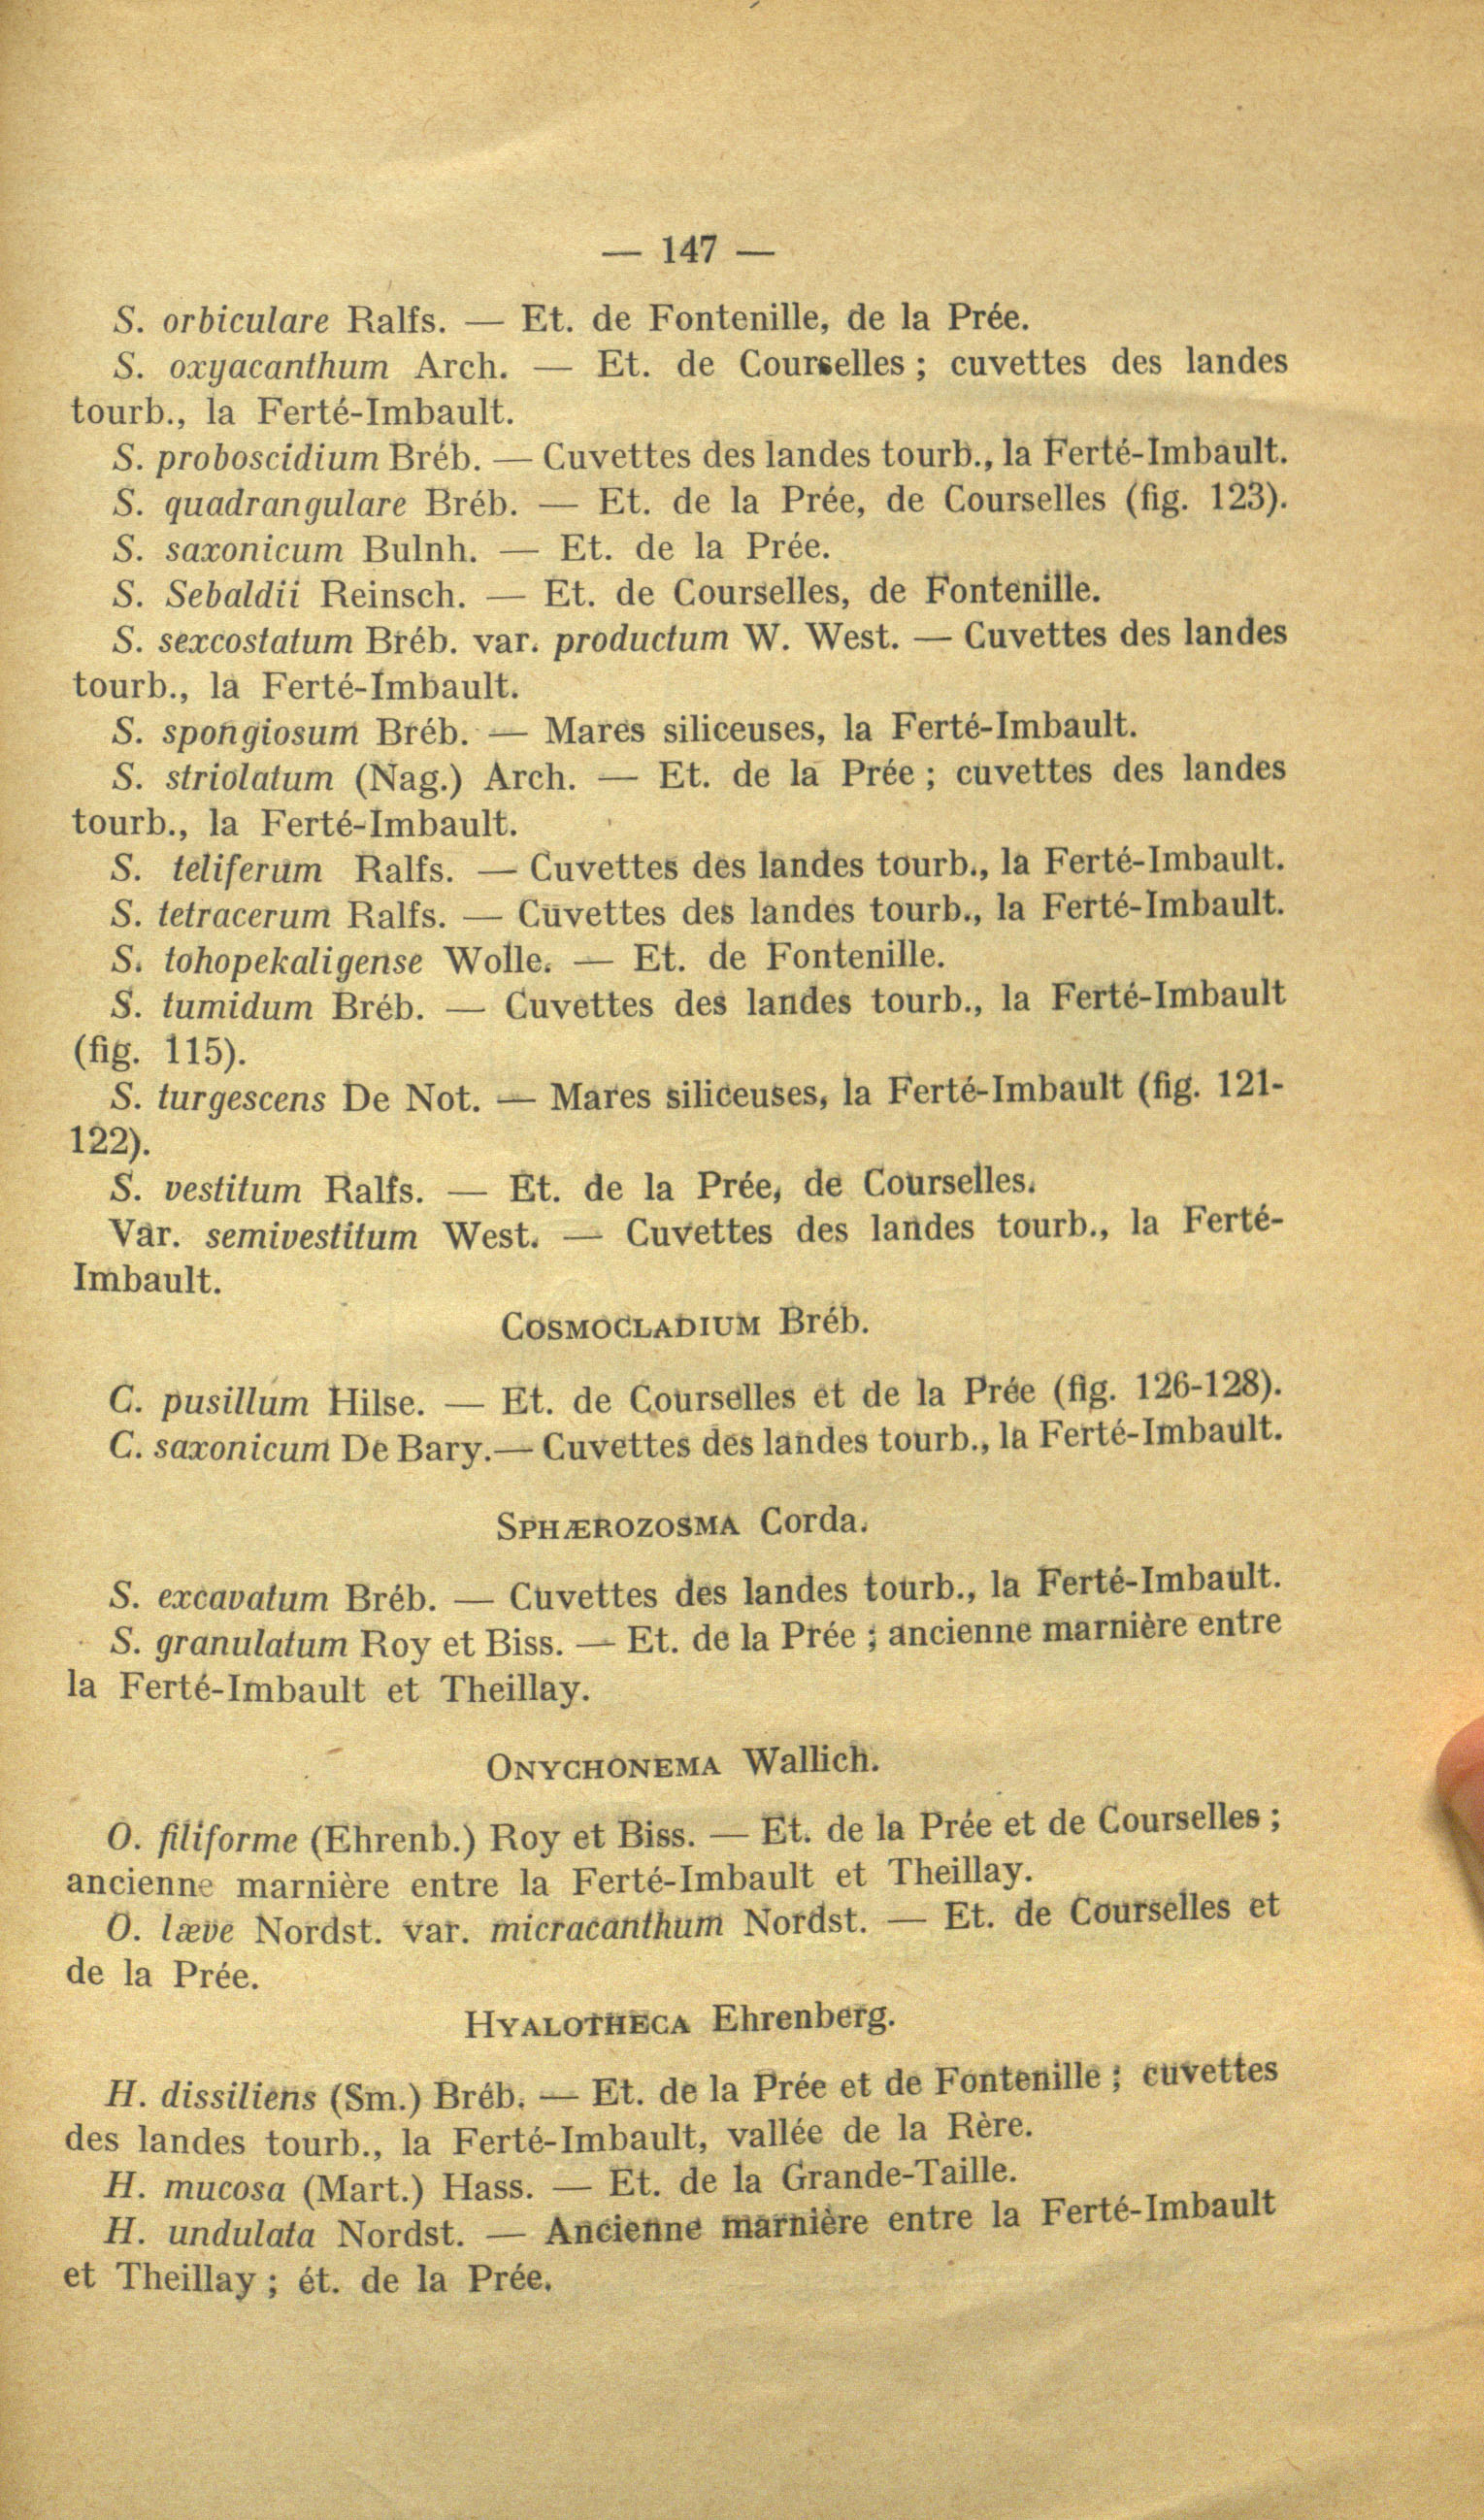 — 147 —
S. orbiculare Ralfs. — Et. de Fontenille, de la Prée.
S. oxyacanthum Arch. — Et. de Courselles ; cuvettes des landes
tourb., la Ferté-Imbault.
S. proboscidium Bréb. — Cuvettes des landes tourb., la Ferté-Imbault.
S. quadrangulare Bréb. — Et. de la Prée, de Courselles (fig. 123).
S. saxonicum Bulnh. — Et. de la Prée.
S. Sebaldii Reinsch. — Et. de Courselles, de Fontenille.
S. sexcostatum Bréb. var. productum W. West. — Cuvettes des landes
tourb., la Ferté-Imbault.
S. spongiosum Bréb. — Mares siliceuses, la Ferté-Imbault.
S. striolatum (Nag.) Arch. — Et. de la Prée ; cuvettes des landes
tourb., la Ferté-Imbault.
S. teliferum Ralfs. — Cuvettes des landes tourb., la Ferté-Imbault.
S. tetracerum Ralfs. — Cuvettes des landes tourb., la Ferté-Imbault.
S. tohopekaligense Wolle. — Et. de Fontenille.
S. tumidum Bréb. — Cuvettes des landes tourb., la Ferté-Imbault
(fig. 115).
S. turgescens De Not. — Mares siliceuses, la Ferté-Imbault (fig. 121-
122).
S. vestitum Ralfs. — Et. de la Prée, de Courselles.
Var. semivestitum West. — Cuvettes des landes tourb., la Ferté-
Imbault.
COSMOCLADIUM Bréb.
C. pusillum Hilse. — Et. de Courselles et de la Prée (fig. 126-128).
C. saxonicum De Bary. — Cuvettes des landes tourb., la Ferté-Imbault.
SPHÆROZOSMA Corda.
S. excavatum Bréb. — Cuvettes des landes tourb., la Ferté-Imbault.
S. granulatum Roy et Biss. — Et. de la Prée ; ancienne marnière entre
la Ferté-Imbault et Theillay.
ONYCHONEMA Wallich.
O. filiforme (Ehrenb.) Roy et Biss. — Et. de la Prée et de Courselles ;
ancienne marnière entre la Ferté-Imbault et Theillay.
O. læve Nordst. var. micracanthum Nordst. — Et. de Courselles et
de la Prée.
HYALOTHECA Ehrenberg.
H. dissiliens (Sm.) Bréb. — Et. de la Prée et de Fontenille ; cuvettes
des landes tourb., la Ferté-Imbault, vallée de la Rère.
H. mucosa (Mart.) Hass. — Et. de la Grande-Taille.
H. undulata Nordst. — Ancienne marnière entre la Ferté-Imbault
et Theillay ; ét. de la Prée.